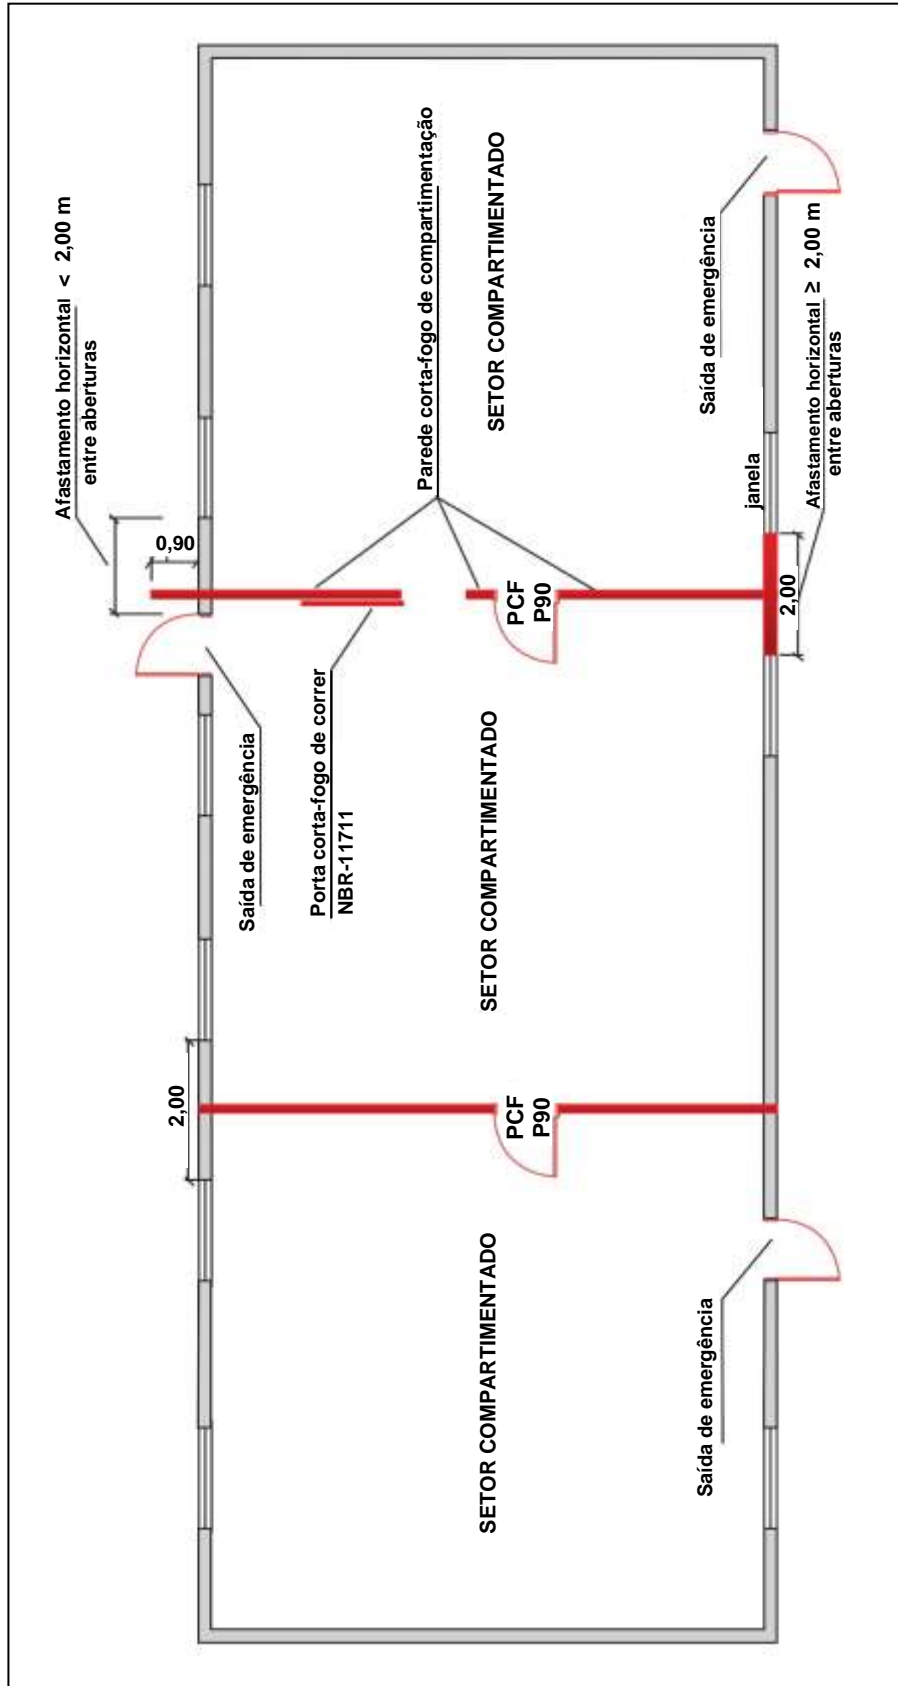 Afastamento horizontal < 2,00 m
entre aberturas
0,90
Parede corta-fogo de compartimentação
SETOR COMPARTIMENTADO
Saída de emergência
janela
Afastamento horizontal ≥ 2,00 m
entre aberturas
2,00
PCF
P90
Saída de emergência
Porta corta-fogo de correr
NBR-11711
SETOR COMPARTIMENTADO
2,00
PCF
P90
SETOR COMPARTIMENTADO
Saída de emergência